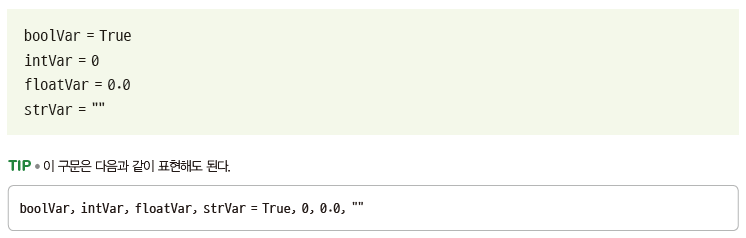 boolVar = True
intVar = 0
floatVar = 0.0
strVar = ""
TIP • 이 구문은 다음과 같이 표현해도 된다.
boolVar, intVar, floatVar, strVar = True, 0, 0.0, ""